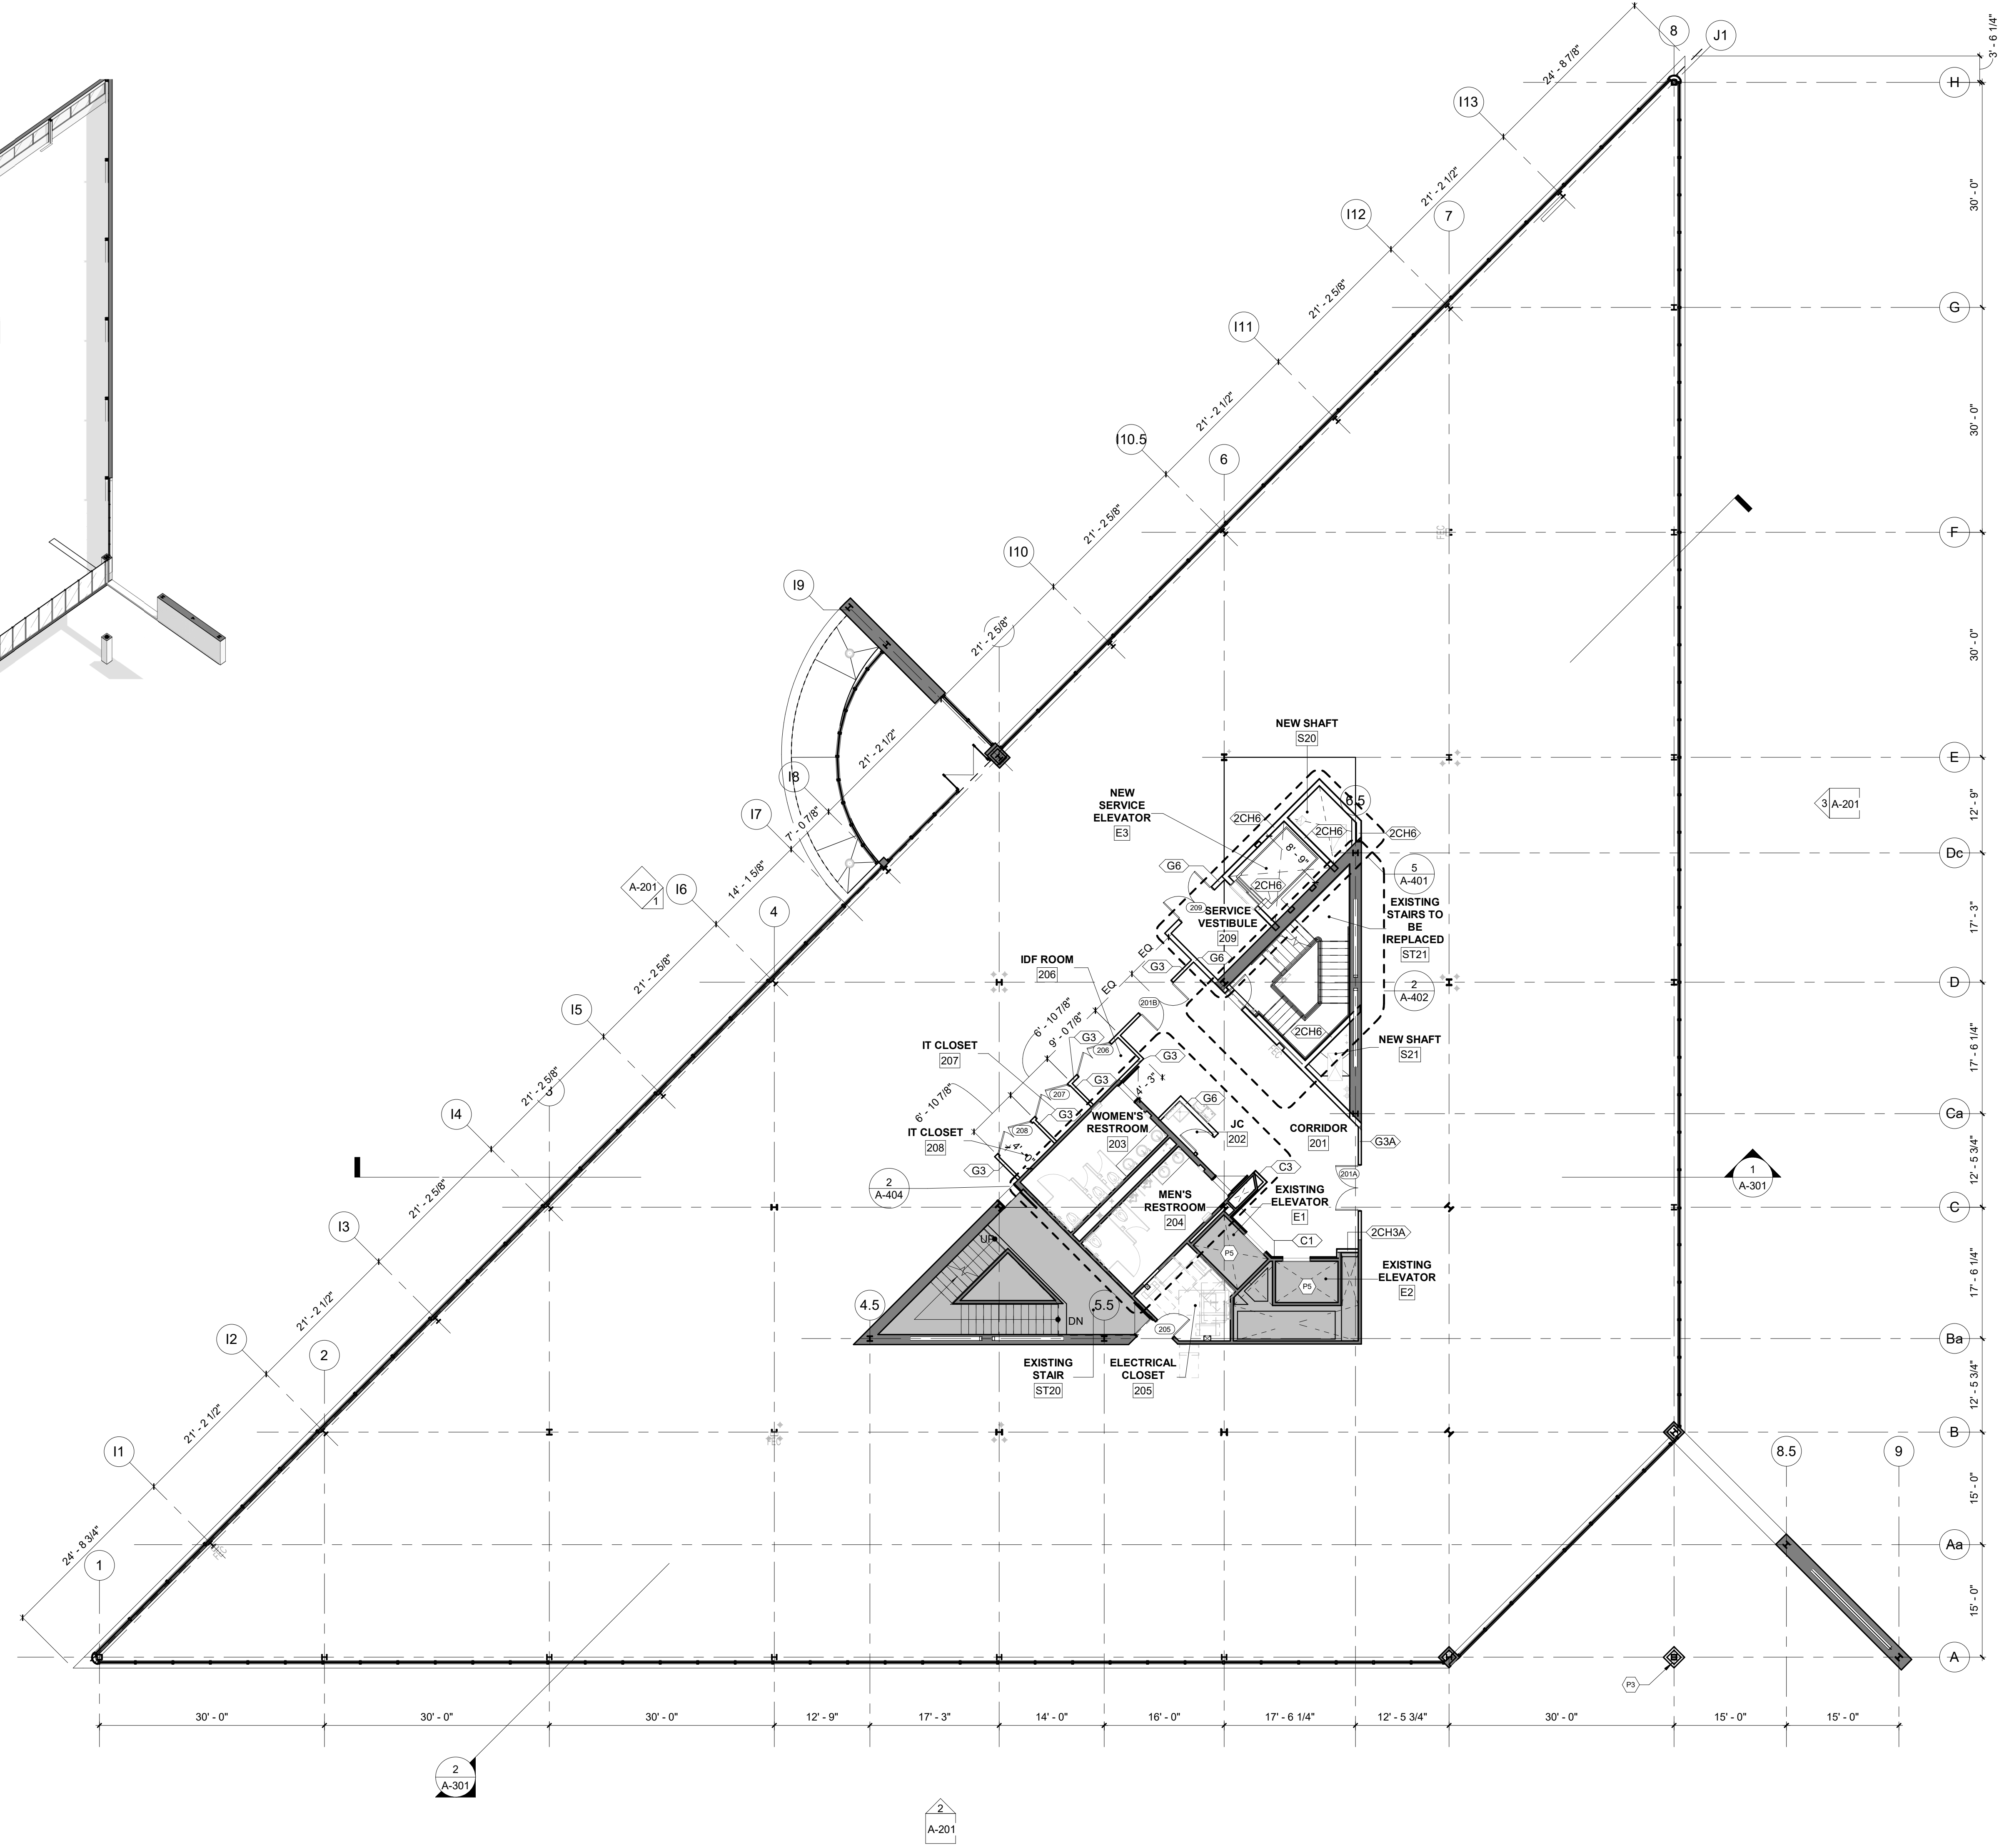 8
J1
3' - 6 1/4"
H
24' - 8 7/8"
I13
30' - 0"
21' - 2 1/2"
I12
7
G
21' - 2 5/8"
I11
30' - 0"
21' - 2 1/2"
I10.5
6
F
FEC
21' - 2 5/8"
I10
30' - 0"
I9
21' - 2 5/8"
E
21' - 2 1/2"
I8
NEW SHAFT
S20
12' - 9"
3
A-201
6.5
NEW
SERVICE
ELEVATOR
E3
2CH6
2CH6
2CH6
I7
7' - 0 7/8"
8' - 9"
Dc
G6
2CH6
5
A-401
A-201
1
I6
14' - 1 5/8"
4
209
SERVICE
VESTIBULE
209
EXISTING
STAIRS TO
BE
REPLACED
ST21
17' - 3"
EQ
G6
G3
IDF ROOM
206
21' - 2 5/8"
EQ
D
2
A-402
I5
201B
6' - 10 7/8"
9' - 0 7/8"
2CH6
17' - 6 1/4"
IT CLOSET
207
G3
206
G3
NEW SHAFT
S21
21' - 2 5/8"
G3
4' - 3"
207
6' - 10 7/8"
G6
I4
G3
WOMEN'S
RESTROOM
203
Ca
IT CLOSET
208
208
JC
202
CORRIDOR
201
G3A
4' - 0"
G3
C3
201A
1
A-301
12' - 5 3/4"
21' - 2 5/8"
2
A-404
MEN'S
RESTROOM
204
EXISTING
ELEVATOR
E1
C
I3
UP
C1
2CH3A
P5
P5
EXISTING
ELEVATOR
E2
17' - 6 1/4"
21' - 2 1/2"
4.5
5.5
DN
205
I2
2
Ba
EXISTING
STAIR
ST20
ELECTRICAL
CLOSET
205
12' - 5 3/4"
21' - 2 1/2"
FEC
B
I1
8.5
9
15' - 0"
24' - 8 3/4"
1
Aa
15' - 0"
A
P3
30' - 0"
30' - 0"
30' - 0"
12' - 9"
17' - 3"
14' - 0"
16' - 0"
17' - 6 1/4"
12' - 5 3/4"
30' - 0"
15' - 0"
15' - 0"
2
A-301
2
A-201